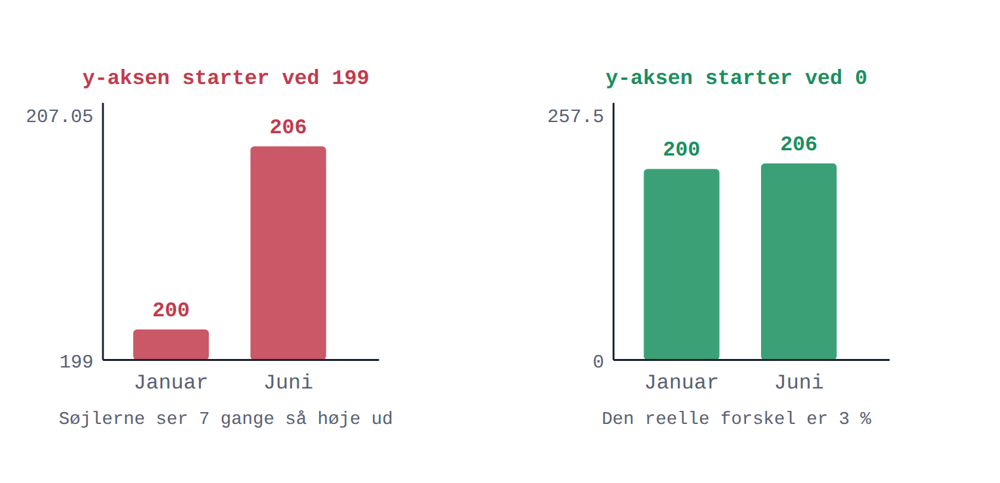 y-aksen starter ved 199
207.05
206
200
199
Januar
Juni
Søjlerne ser 7 gange så høje ud
y-aksen starter ved 0
257.5
200
206
0
Januar
Juni
Den reelle forskel er 3 %